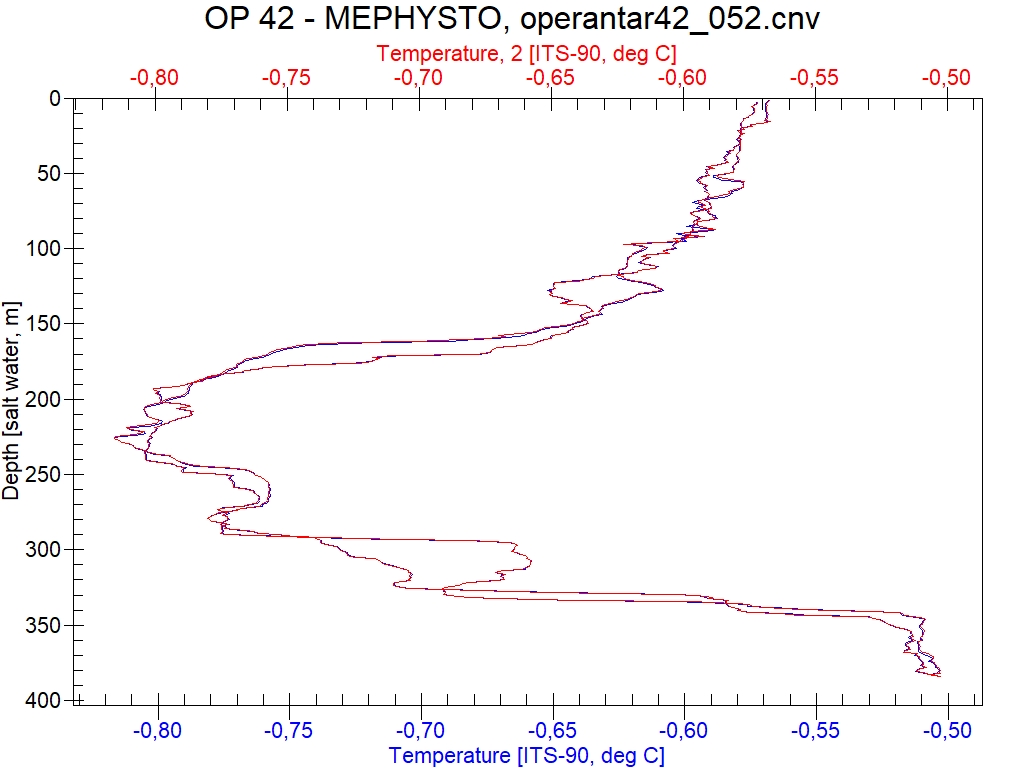 OP 42 - MEPHYSTO, operantar42_052.cnv
Temperature, 2 [ITS-90, deg C]
-0,80 -0,75 -0,70 -0,65 -0,60 -0,55 -0,50
0
50
100
150
200
250
300
350
400
Depth [salt water, m]
-0,80 -0,75 -0,70 -0,65 -0,60 -0,55 -0,50
Temperature [ITS-90, deg C]